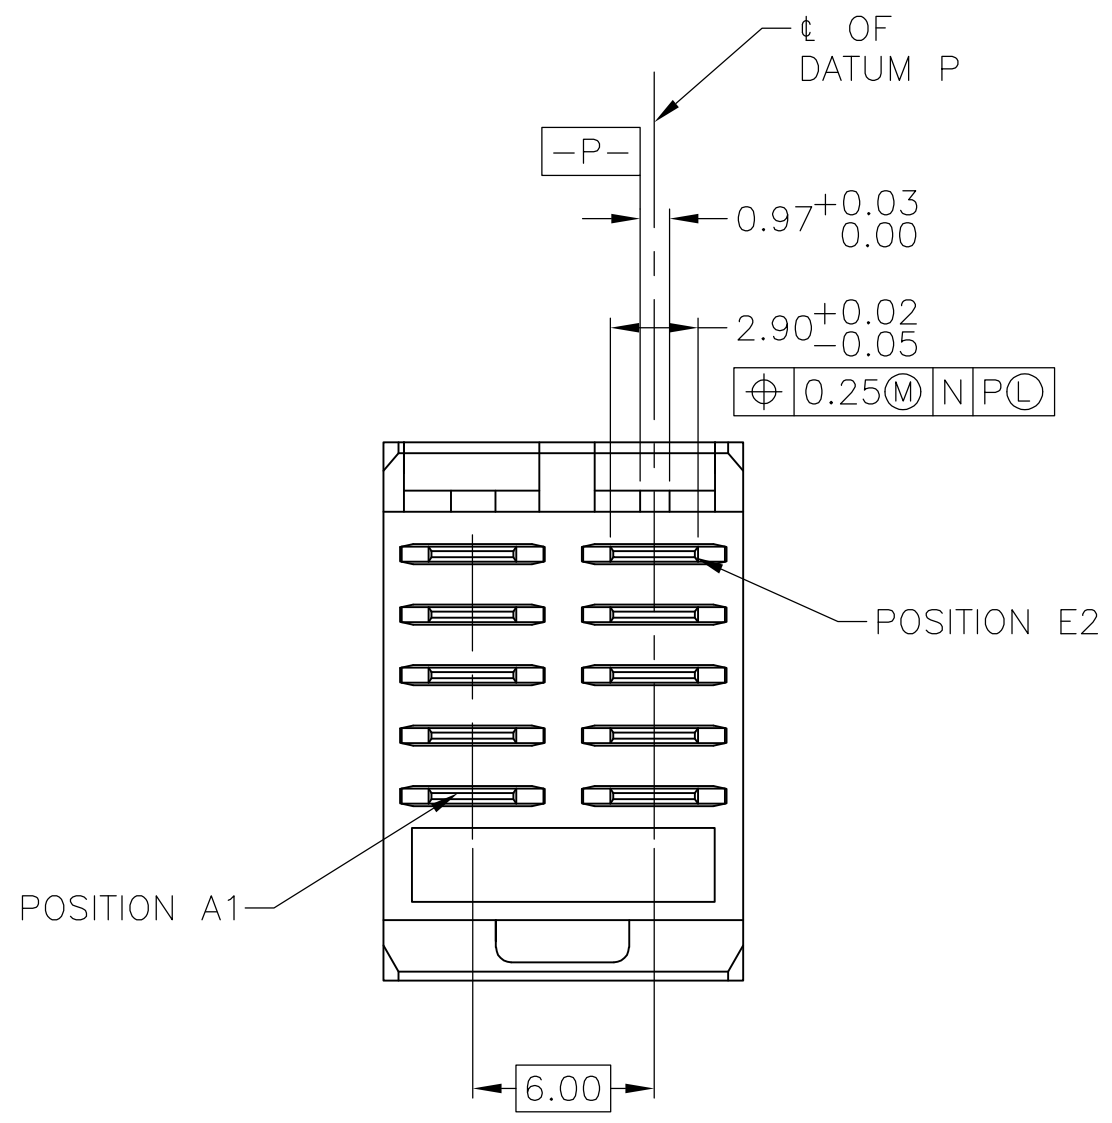 ℄ OF
DATUM P
-P-
0.97 +0.03
0.00
2.90 +0.02
-0.05
⌖ 0.25Ⓜ N PⓁ
POSITION E2
POSITION A1
6.00